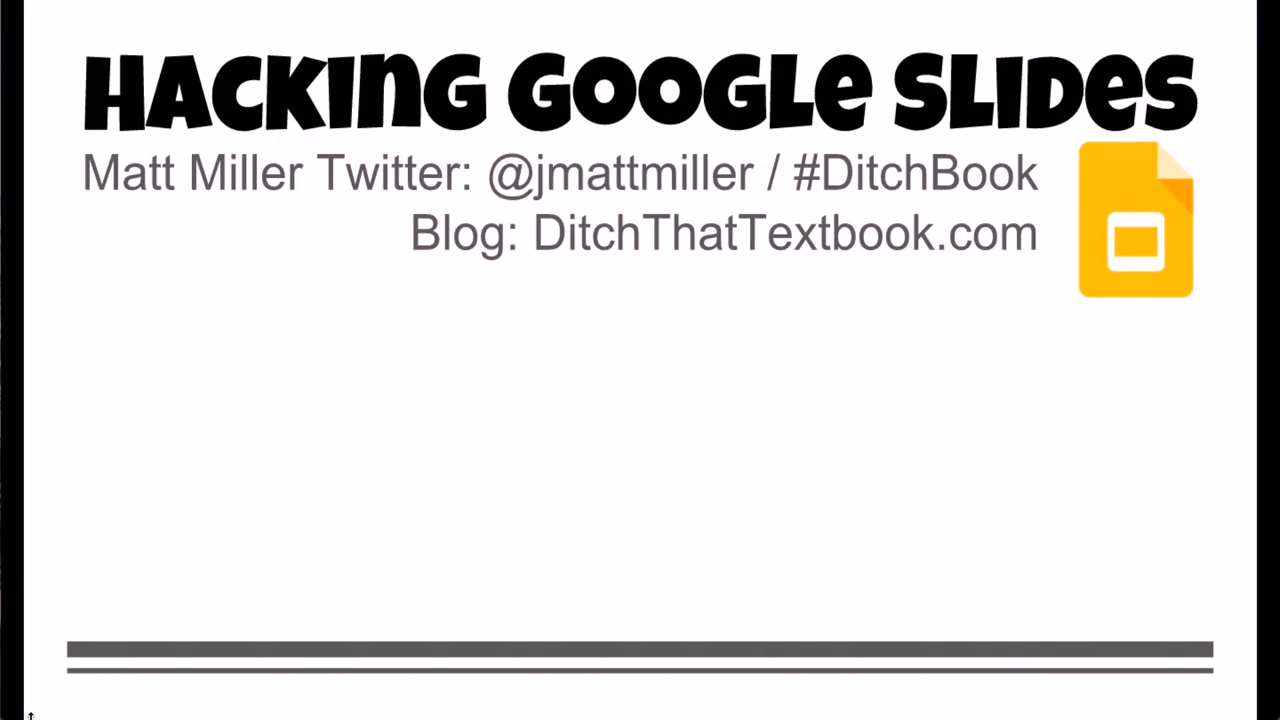 Hacking Google Slides
Matt Miller Twitter: @jmattmiller / #DitchBook
Blog: DitchThatTextbook.com